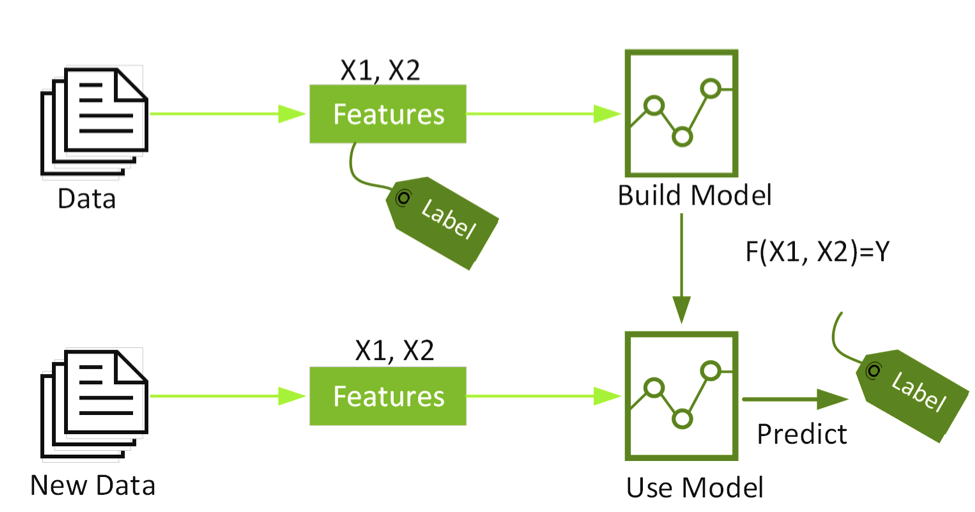 X1, X2
Features
Data
Label
Build Model
F(X1, X2)=Y
X1, X2
Features
New Data
Use Model
Predict
Label